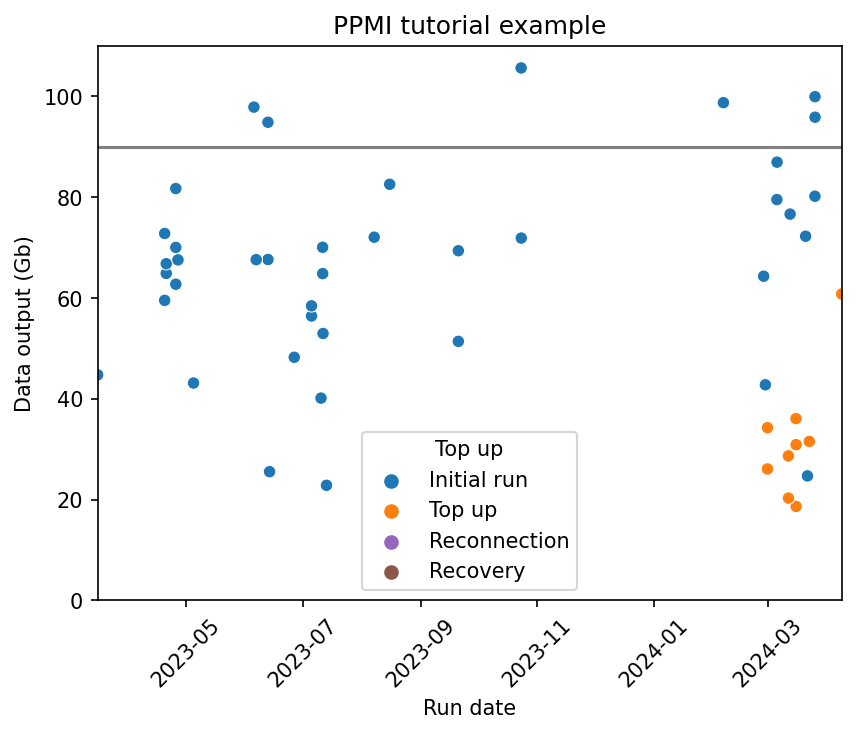 PPMI tutorial example
Data output (Gb)
100
80
60
40
20
0
Top up
Initial run
Top up
Reconnection
Recovery
2023-05
2023-07
2023-09
2023-11
2024-01
2024-03
Run date